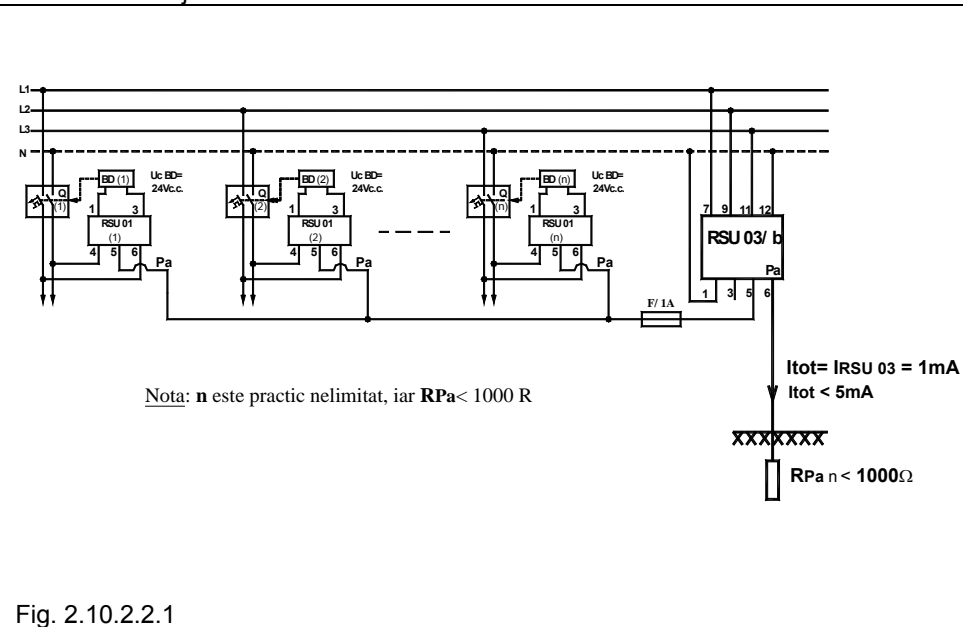 L1
L2
L3
N
BD (1) Uc BD=
24Vc.c.
Q
(1)
1 3
RSU 01
(1)
4 5 6
Pa
BD (2) Uc BD=
24Vc.c.
Q
(2)
1 3
RSU 01
(2)
4 5 6
Pa
BD (n) Uc BD=
24Vc.c.
Q
(n)
1 3
RSU 01
(n)
4 5 6
Pa
7 9 11 12
RSU 03/ b
Pa
1 3 5 6
F/ 1A
Itot= IRSU 03 = 1mA
Itot < 5mA
Nota: n este practic nelimitat, iar RPa< 1000 R
RPa n < 1000Ω
Fig. 2.10.2.2.1